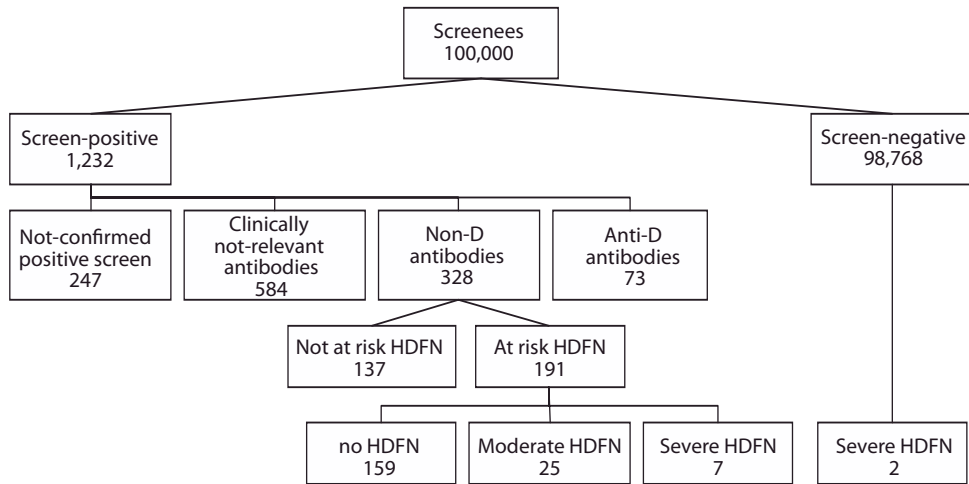 Screenees
100,000
Screen-positive
1,232
Screen-negative
98,768
Not-confirmed
positive screen
247
Clinically
not-relevant
antibodies
584
Non-D
antibodies
328
Anti-D
antibodies
73
Not at risk HDFN
137
At risk HDFN
191
no HDFN
159
Moderate HDFN
25
Severe HDFN
7
Severe HDFN
2